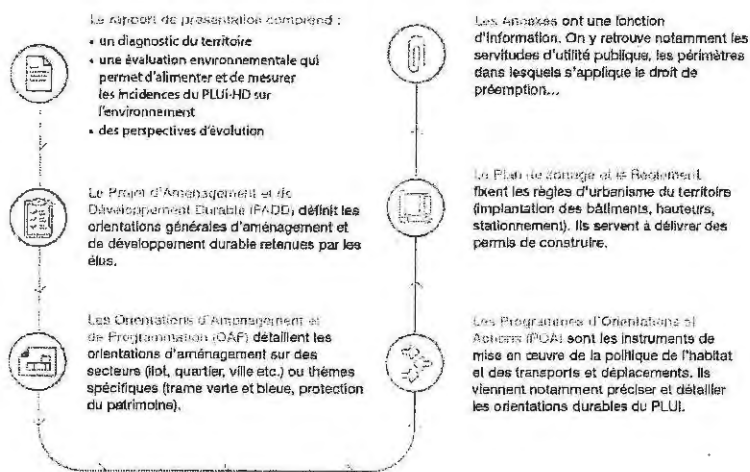 Le rapport de présentation comprend :
• un diagnostic du territoire
• une évaluation environnementale qui
permet d'alimenter et de mesurer
les incidences du PLUi-HD sur
l'environnement
• des perspectives d'évolution
Le Projet d'Aménagement et de
Développement Durable (PADD) définit les
orientations générales d'aménagement et
de développement durable retenues par les
élus.
Les Orientations d'Aménagement et
de Programmation (OAP) détaillent les
orientations d'aménagement sur des
secteurs (îlot, quartier, ville etc.) ou thèmes
spécifiques (trame verte et bleue, protection
du patrimoine).
Les Annexes ont une fonction
d'information. On y retrouve notamment les
servitudes d'utilité publique, les périmètres
dans lesquels s'applique le droit de
préemption...
Le Plan de zonage et le Règlement
fixent les règles d'urbanisme du territoire
(implantation des bâtiments, hauteurs,
stationnement). Ils servent à délivrer des
permis de construire.
Les Programmes d'Orientations et
Actions (POA) sont les instruments de
mise en œuvre de la politique de l'habitat
et des transports et déplacements. Ils
viennent notamment préciser et détailler
les orientations durables du PLUI.